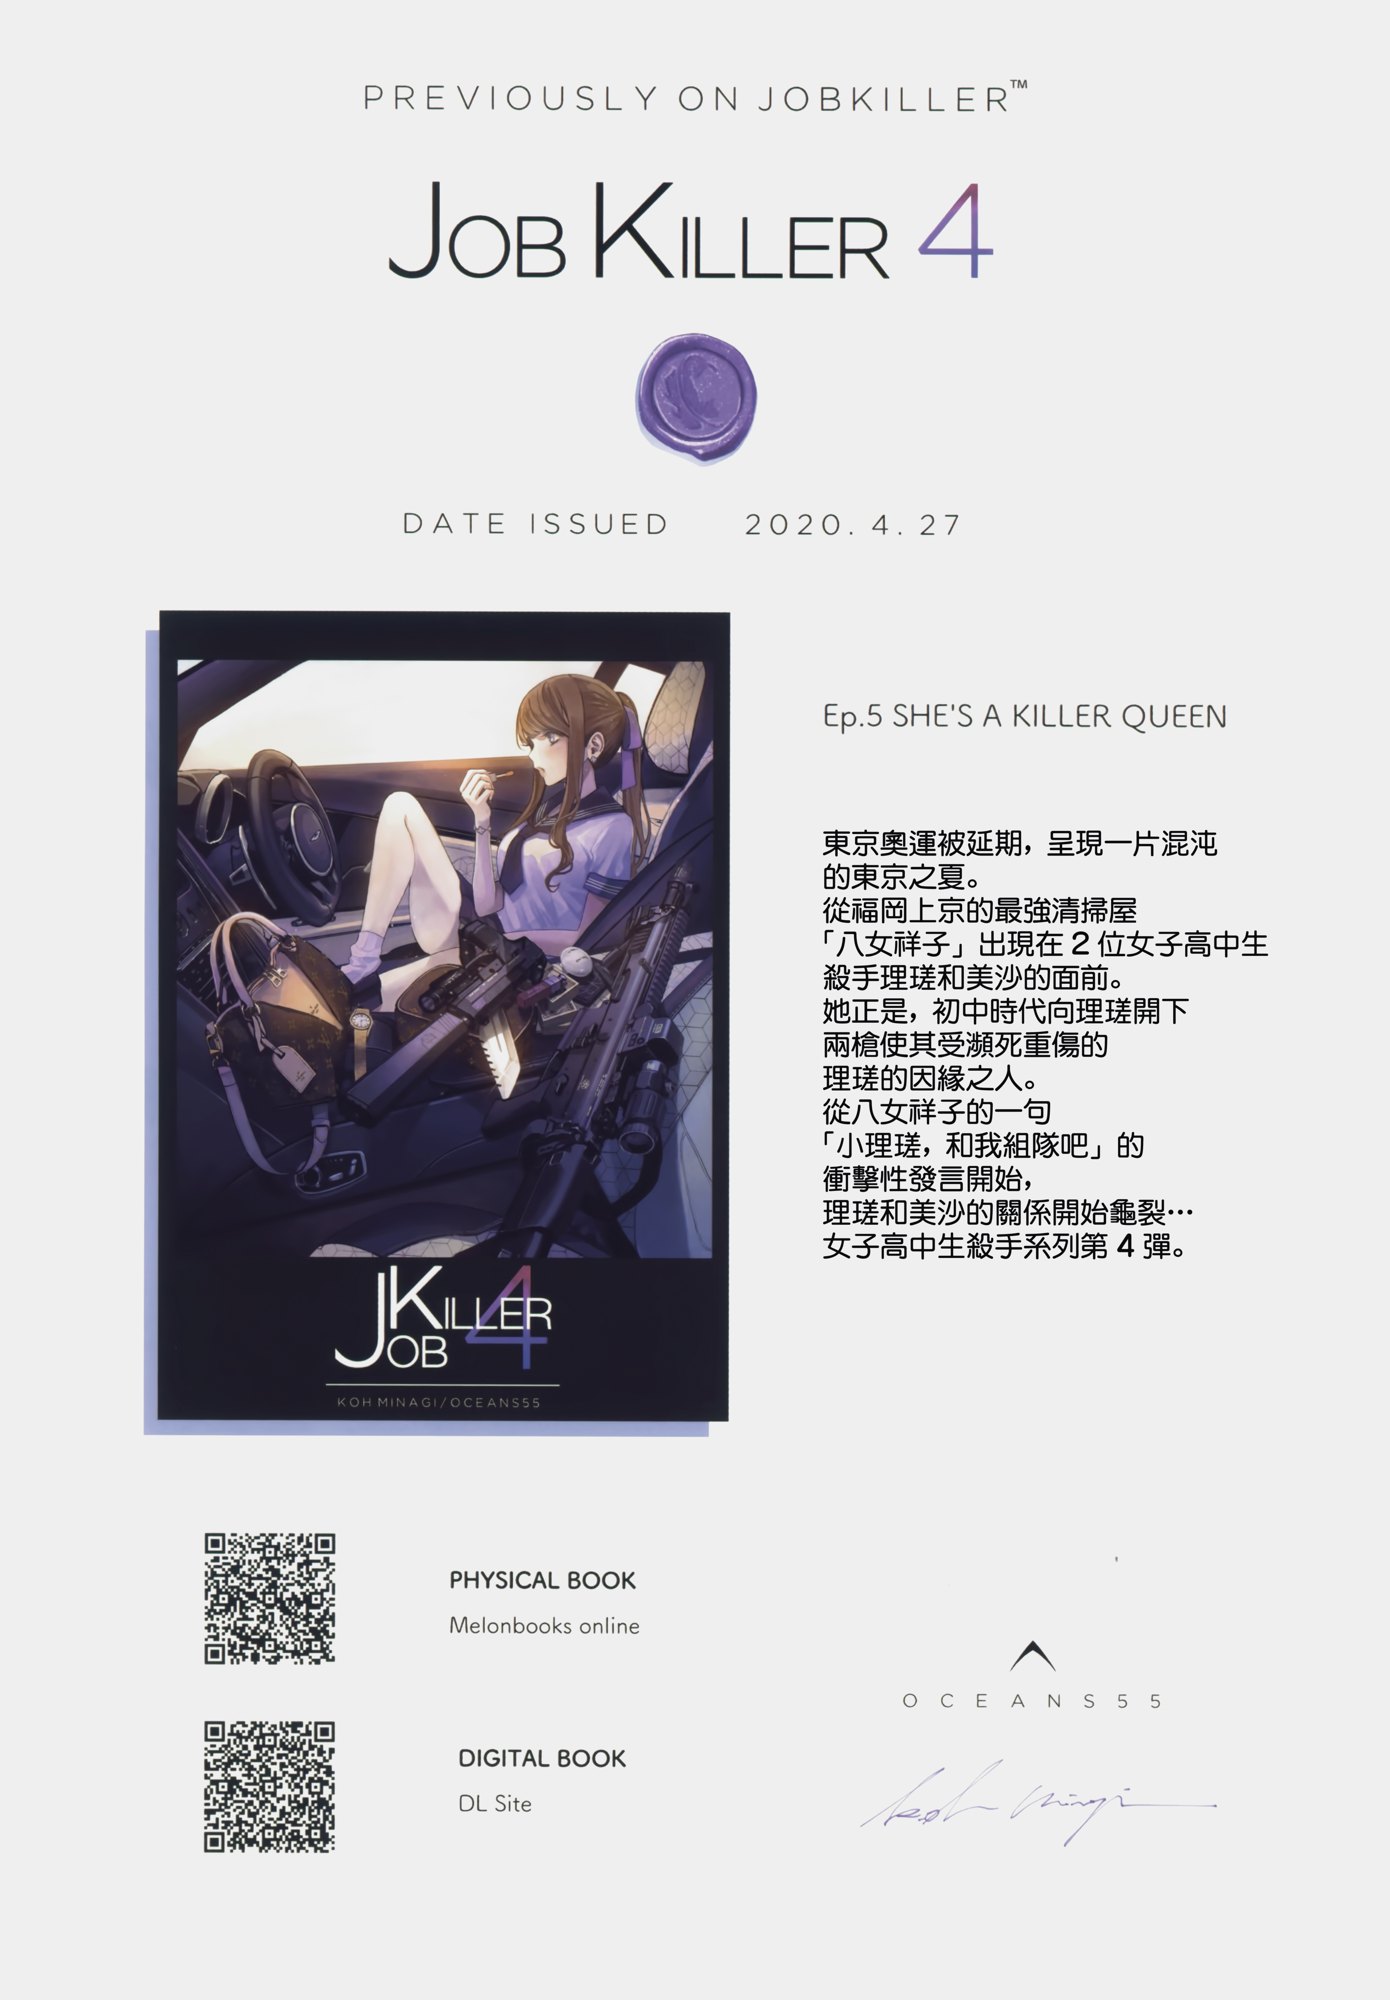 PREVIOUSLY ON JOBKILLER™
JOB KILLER 4
DATE ISSUED 2020. 4. 27
Ep.5 SHE'S A KILLER QUEEN
東京奧運被延期，呈現一片混沌
的東京之夏。
從福岡上京的最強清掃屋
「八女祥子」出現在 2 位女子高中生
殺手理瑳和美沙的面前。
她正是，初中時代向理瑳開下
兩槍使其受瀕死重傷的
理瑳的因緣之人。
從八女祥子的一句
「小理瑳，和我組隊吧」的
衝擊性發言開始，
理瑳和美沙的關係開始龜裂…
女子高中生殺手系列第 4 彈。
JKILLER 4
JOB
KOH MINAGI/OCEANS55
PHYSICAL BOOK
Melonbooks online
DIGITAL BOOK
DL Site
OCEANS55
Koh Minagi